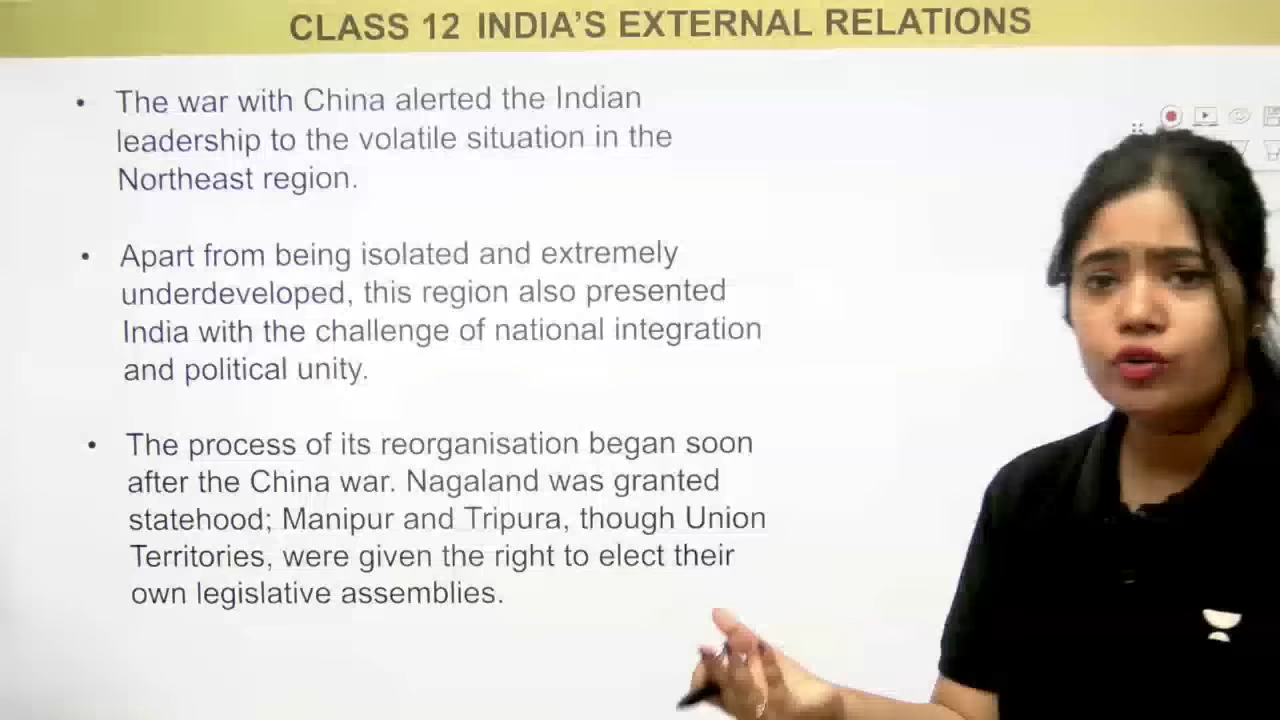 CLASS 12 INDIA'S EXTERNAL RELATIONS
• The war with China alerted the Indian
leadership to the volatile situation in the
Northeast region.
• Apart from being isolated and extremely
underdeveloped, this region also presented
India with the challenge of national integration
and political unity.
• The process of its reorganisation began soon
after the China war. Nagaland was granted
statehood; Manipur and Tripura, though Union
Territories, were given the right to elect their
own legislative assemblies.